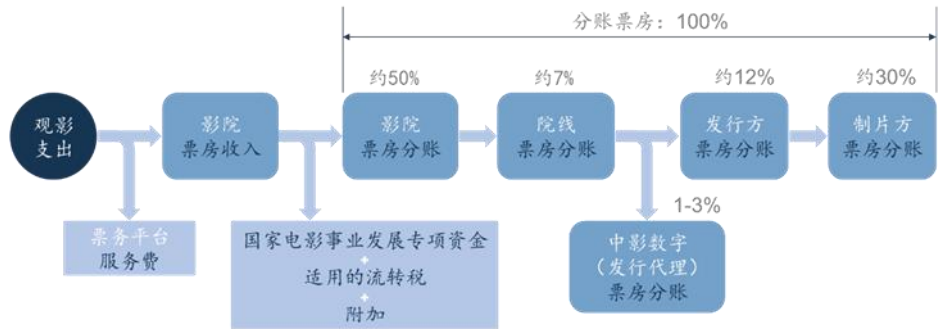 分账票房：100%
约50%
约7%
约12%
约30%
观影
支出
影院
票房收入
影院
票房分账
院线
票房分账
发行方
票房分账
制片方
票房分账
1-3%
票务平台
服务费
国家电影事业发展专项资金
+
适用的流转税
+
附加
中影数字
（发行代理）
票房分账